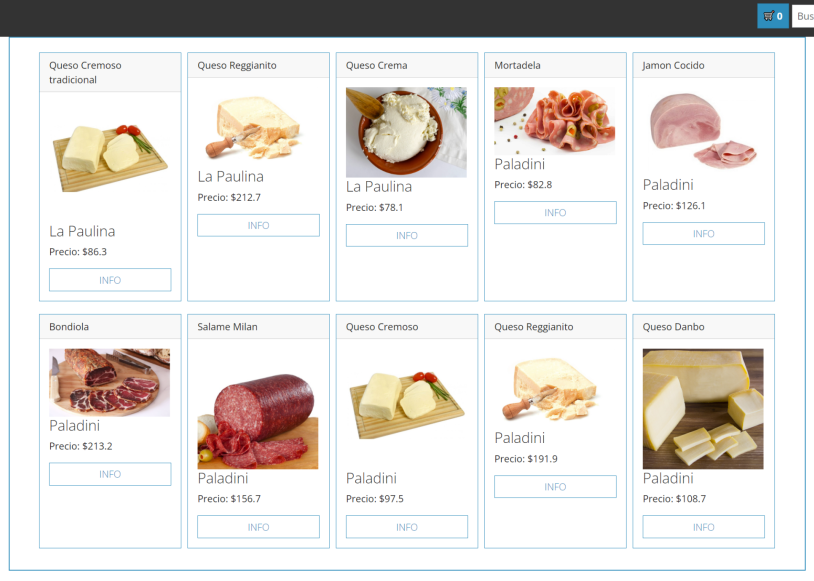 0
Bus
Queso Cremoso
tradicional
La Paulina
Precio: $86.3
INFO
Queso Reggianito
La Paulina
Precio: $212.7
INFO
Queso Crema
La Paulina
Precio: $78.1
INFO
Mortadela
Paladini
Precio: $82.8
INFO
Jamon Cocido
Paladini
Precio: $126.1
INFO
Bondiola
Paladini
Precio: $213.2
INFO
Salame Milan
Paladini
Precio: $156.7
INFO
Queso Cremoso
Paladini
Precio: $97.5
INFO
Queso Reggianito
Paladini
Precio: $191.9
INFO
Queso Danbo
Paladini
Precio: $108.7
INFO